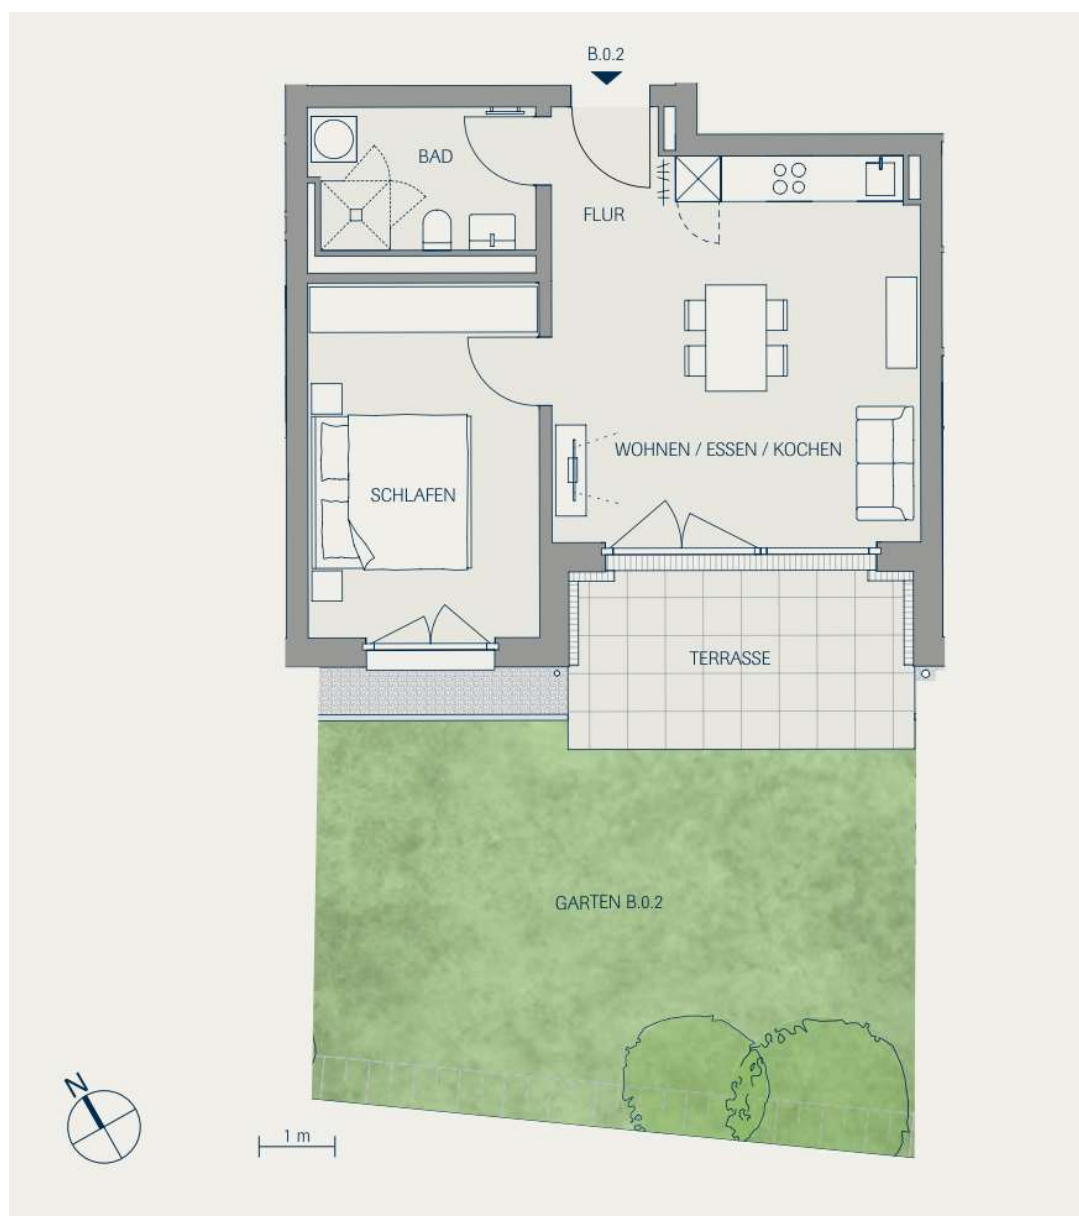 B.0.2
BAD
FLUR
WOHNEN / ESSEN / KOCHEN
SCHLAFEN
TERRASSE
GARTEN B.0.2
N
1 m